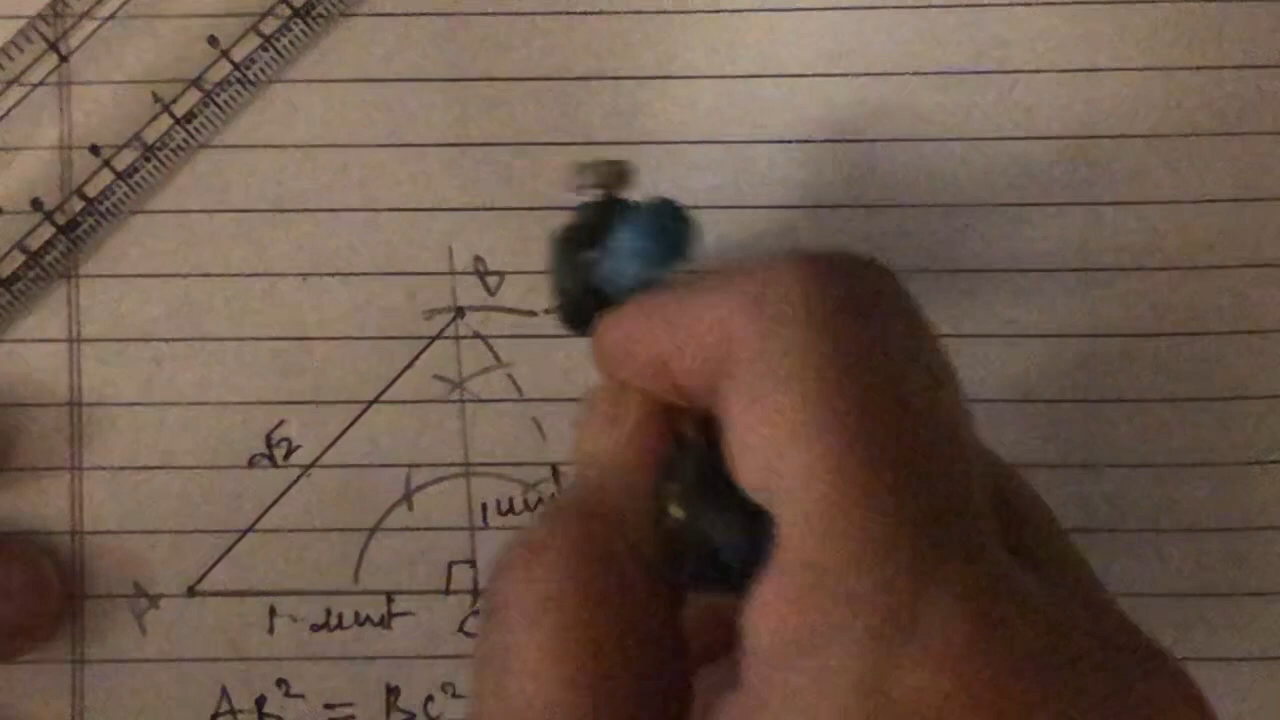 B
√2
1 unit
A
1 unit C
AB² = BC²